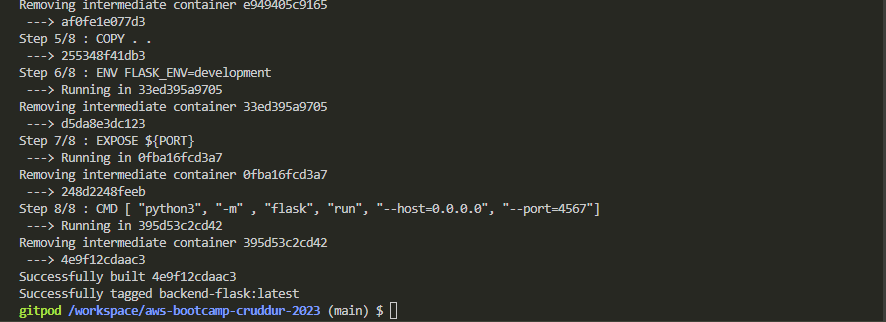 Removing intermediate container e949405c9165
 ---> af0fe1e077d3
Step 5/8 : COPY . .
 ---> 255348f41db3
Step 6/8 : ENV FLASK_ENV=development
 ---> Running in 33ed395a9705
Removing intermediate container 33ed395a9705
 ---> d5da8e3dc123
Step 7/8 : EXPOSE ${PORT}
 ---> Running in 0fba16fcd3a7
Removing intermediate container 0fba16fcd3a7
 ---> 248d2248feeb
Step 8/8 : CMD [ "python3", "-m" , "flask", "run", "--host=0.0.0.0", "--port=4567"]
 ---> Running in 395d53c2cd42
Removing intermediate container 395d53c2cd42
 ---> 4e9f12cdaac3
Successfully built 4e9f12cdaac3
Successfully tagged backend-flask:latest
gitpod /workspace/aws-bootcamp-cruddur-2023 (main) $